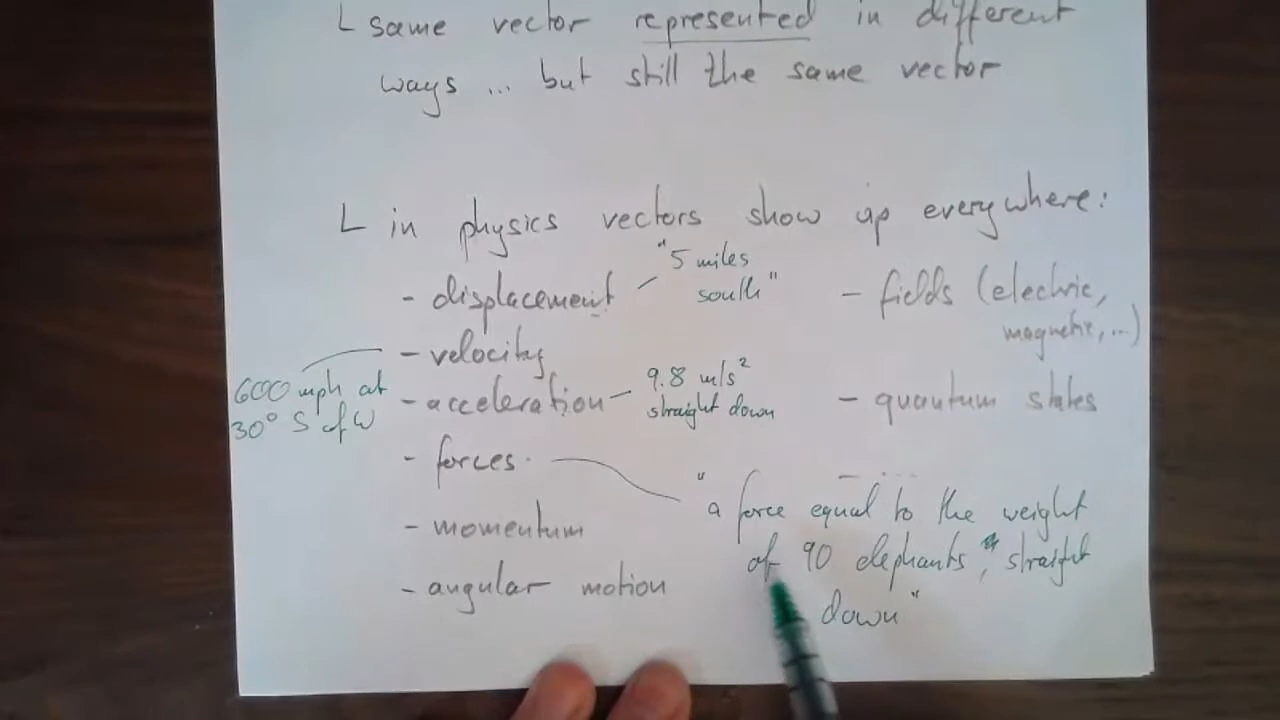 L same vector represented in different
ways ... but still the same vector
L in physics vectors show up everywhere:
- displacement
"5 miles
south"
- velocity
600 mph at
30° S of W
- acceleration
9.8 m/s²
straight down
- forces
"a force equal to the weight
of 90 elephants, straight
down"
- momentum
- angular motion
- fields (electric,
magnetic, ...)
- quantum states
- ...